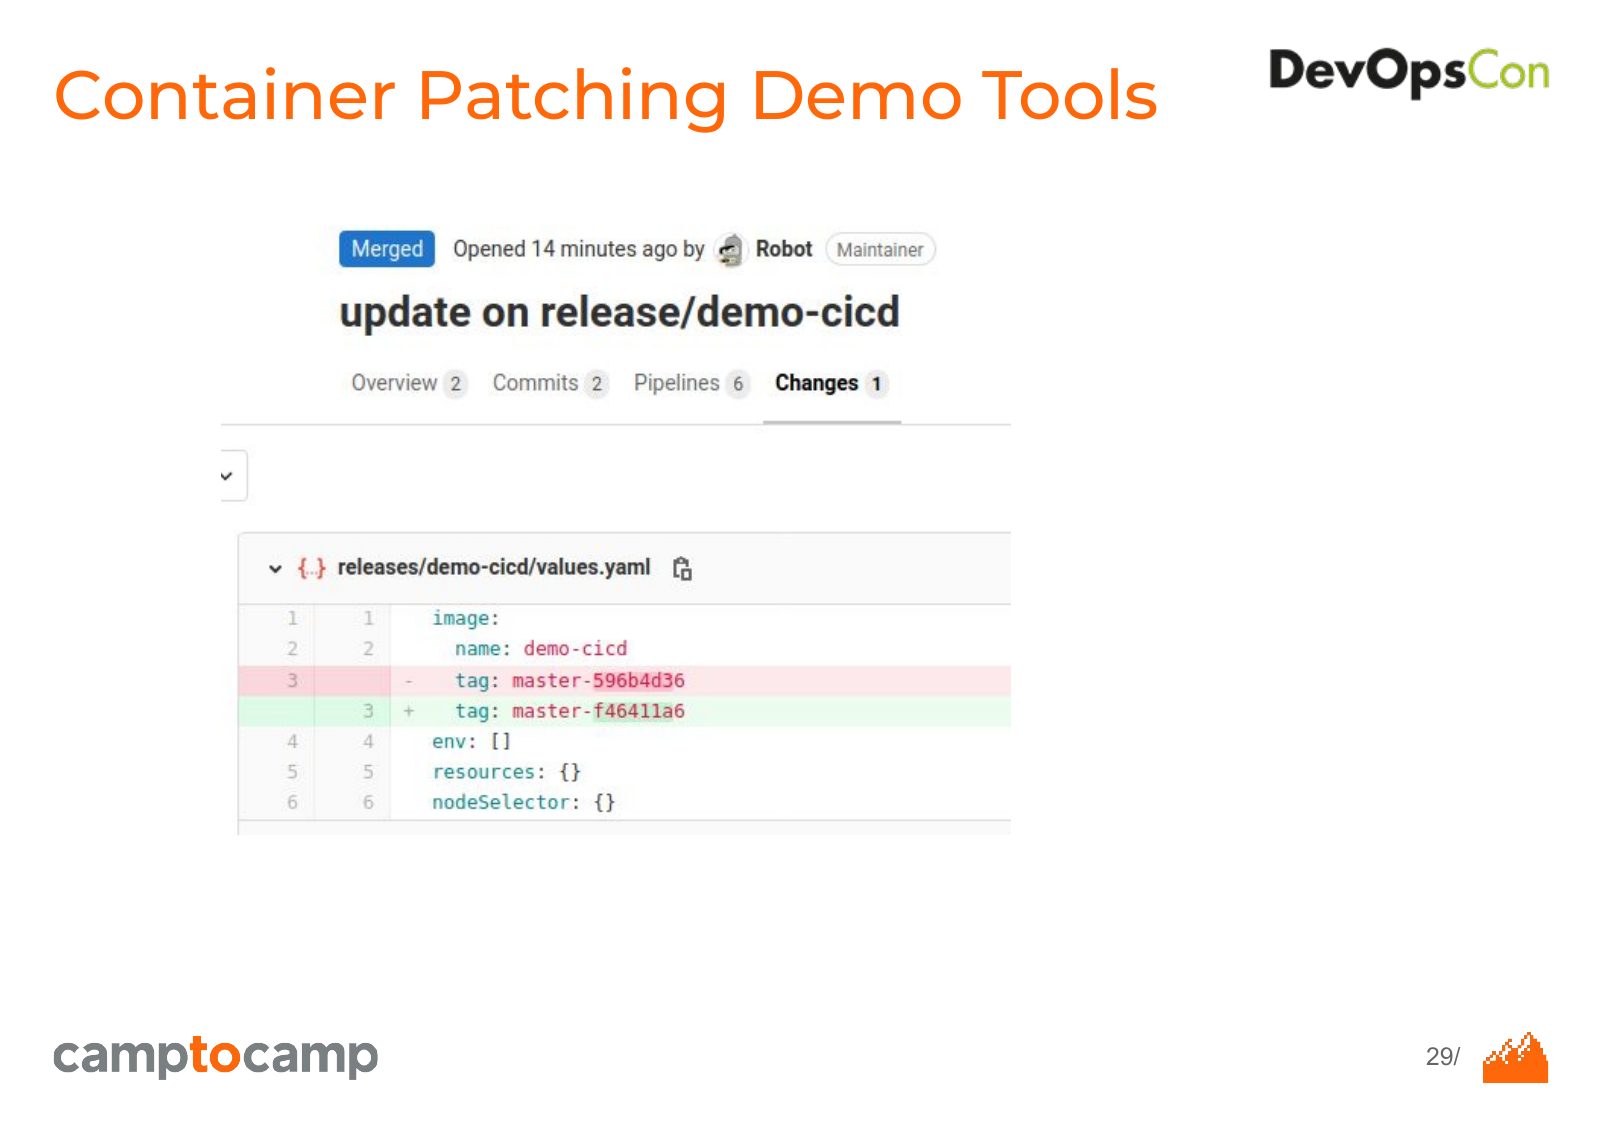 Container Patching Demo Tools
DevOpsCon
Merged Opened 14 minutes ago by Robot Maintainer
update on release/demo-cicd
Overview 2 Commits 2 Pipelines 6 Changes 1
{..} releases/demo-cicd/values.yaml
1 1 image:
2 2 name: demo-cicd
3 - tag: master-596b4d36
3 + tag: master-f46411a6
4 4 env: []
5 5 resources: {}
6 6 nodeSelector: {}
camptocamp
29/